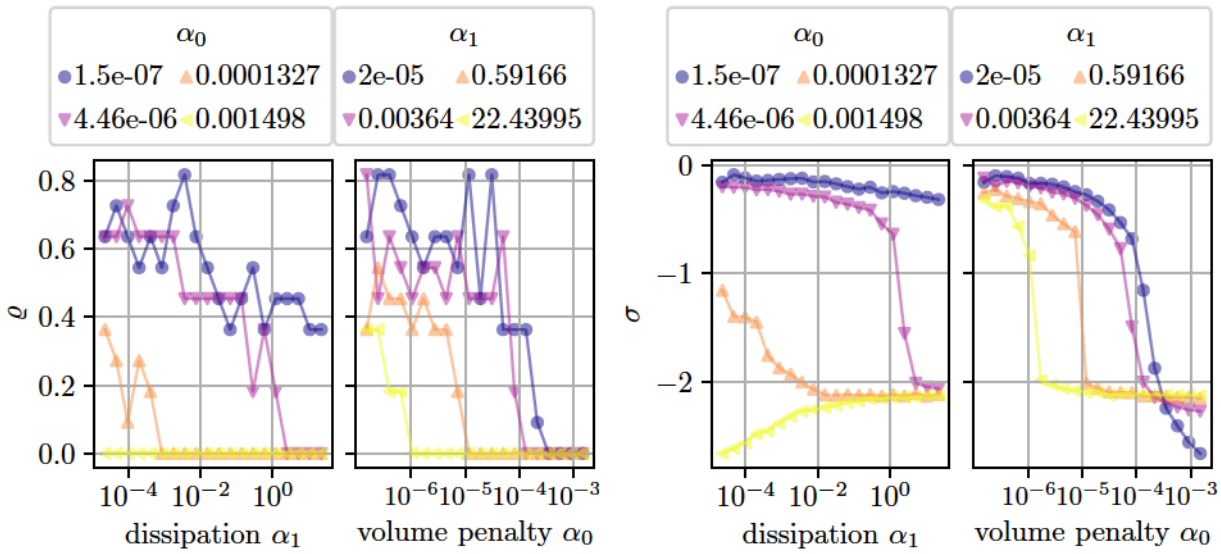 α₀
1.5e-07 0.0001327
4.46e-06 0.001498
α₁
2e-05 0.59166
0.00364 22.43995
α₀
1.5e-07 0.0001327
4.46e-06 0.001498
α₁
2e-05 0.59166
0.00364 22.43995
ϱ
0.8
0.6
0.4
0.2
0.0
10⁻⁴ 10⁻² 10⁰
dissipation α₁
10⁻⁶ 10⁻⁵ 10⁻⁴ 10⁻³
volume penalty α₀
σ
0
−1
−2
10⁻⁴ 10⁻² 10⁰
dissipation α₁
10⁻⁶ 10⁻⁵ 10⁻⁴ 10⁻³
volume penalty α₀